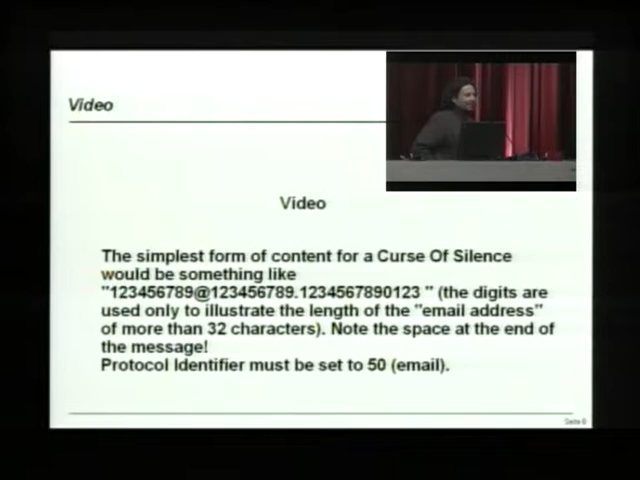 Video
Video
The simplest form of content for a Curse Of Silence
would be something like
"123456789@123456789.1234567890123 " (the digits are
used only to illustrate the length of the "email address"
of more than 32 characters). Note the space at the end of
the message!
Protocol Identifier must be set to 50 (email).
Seite 6